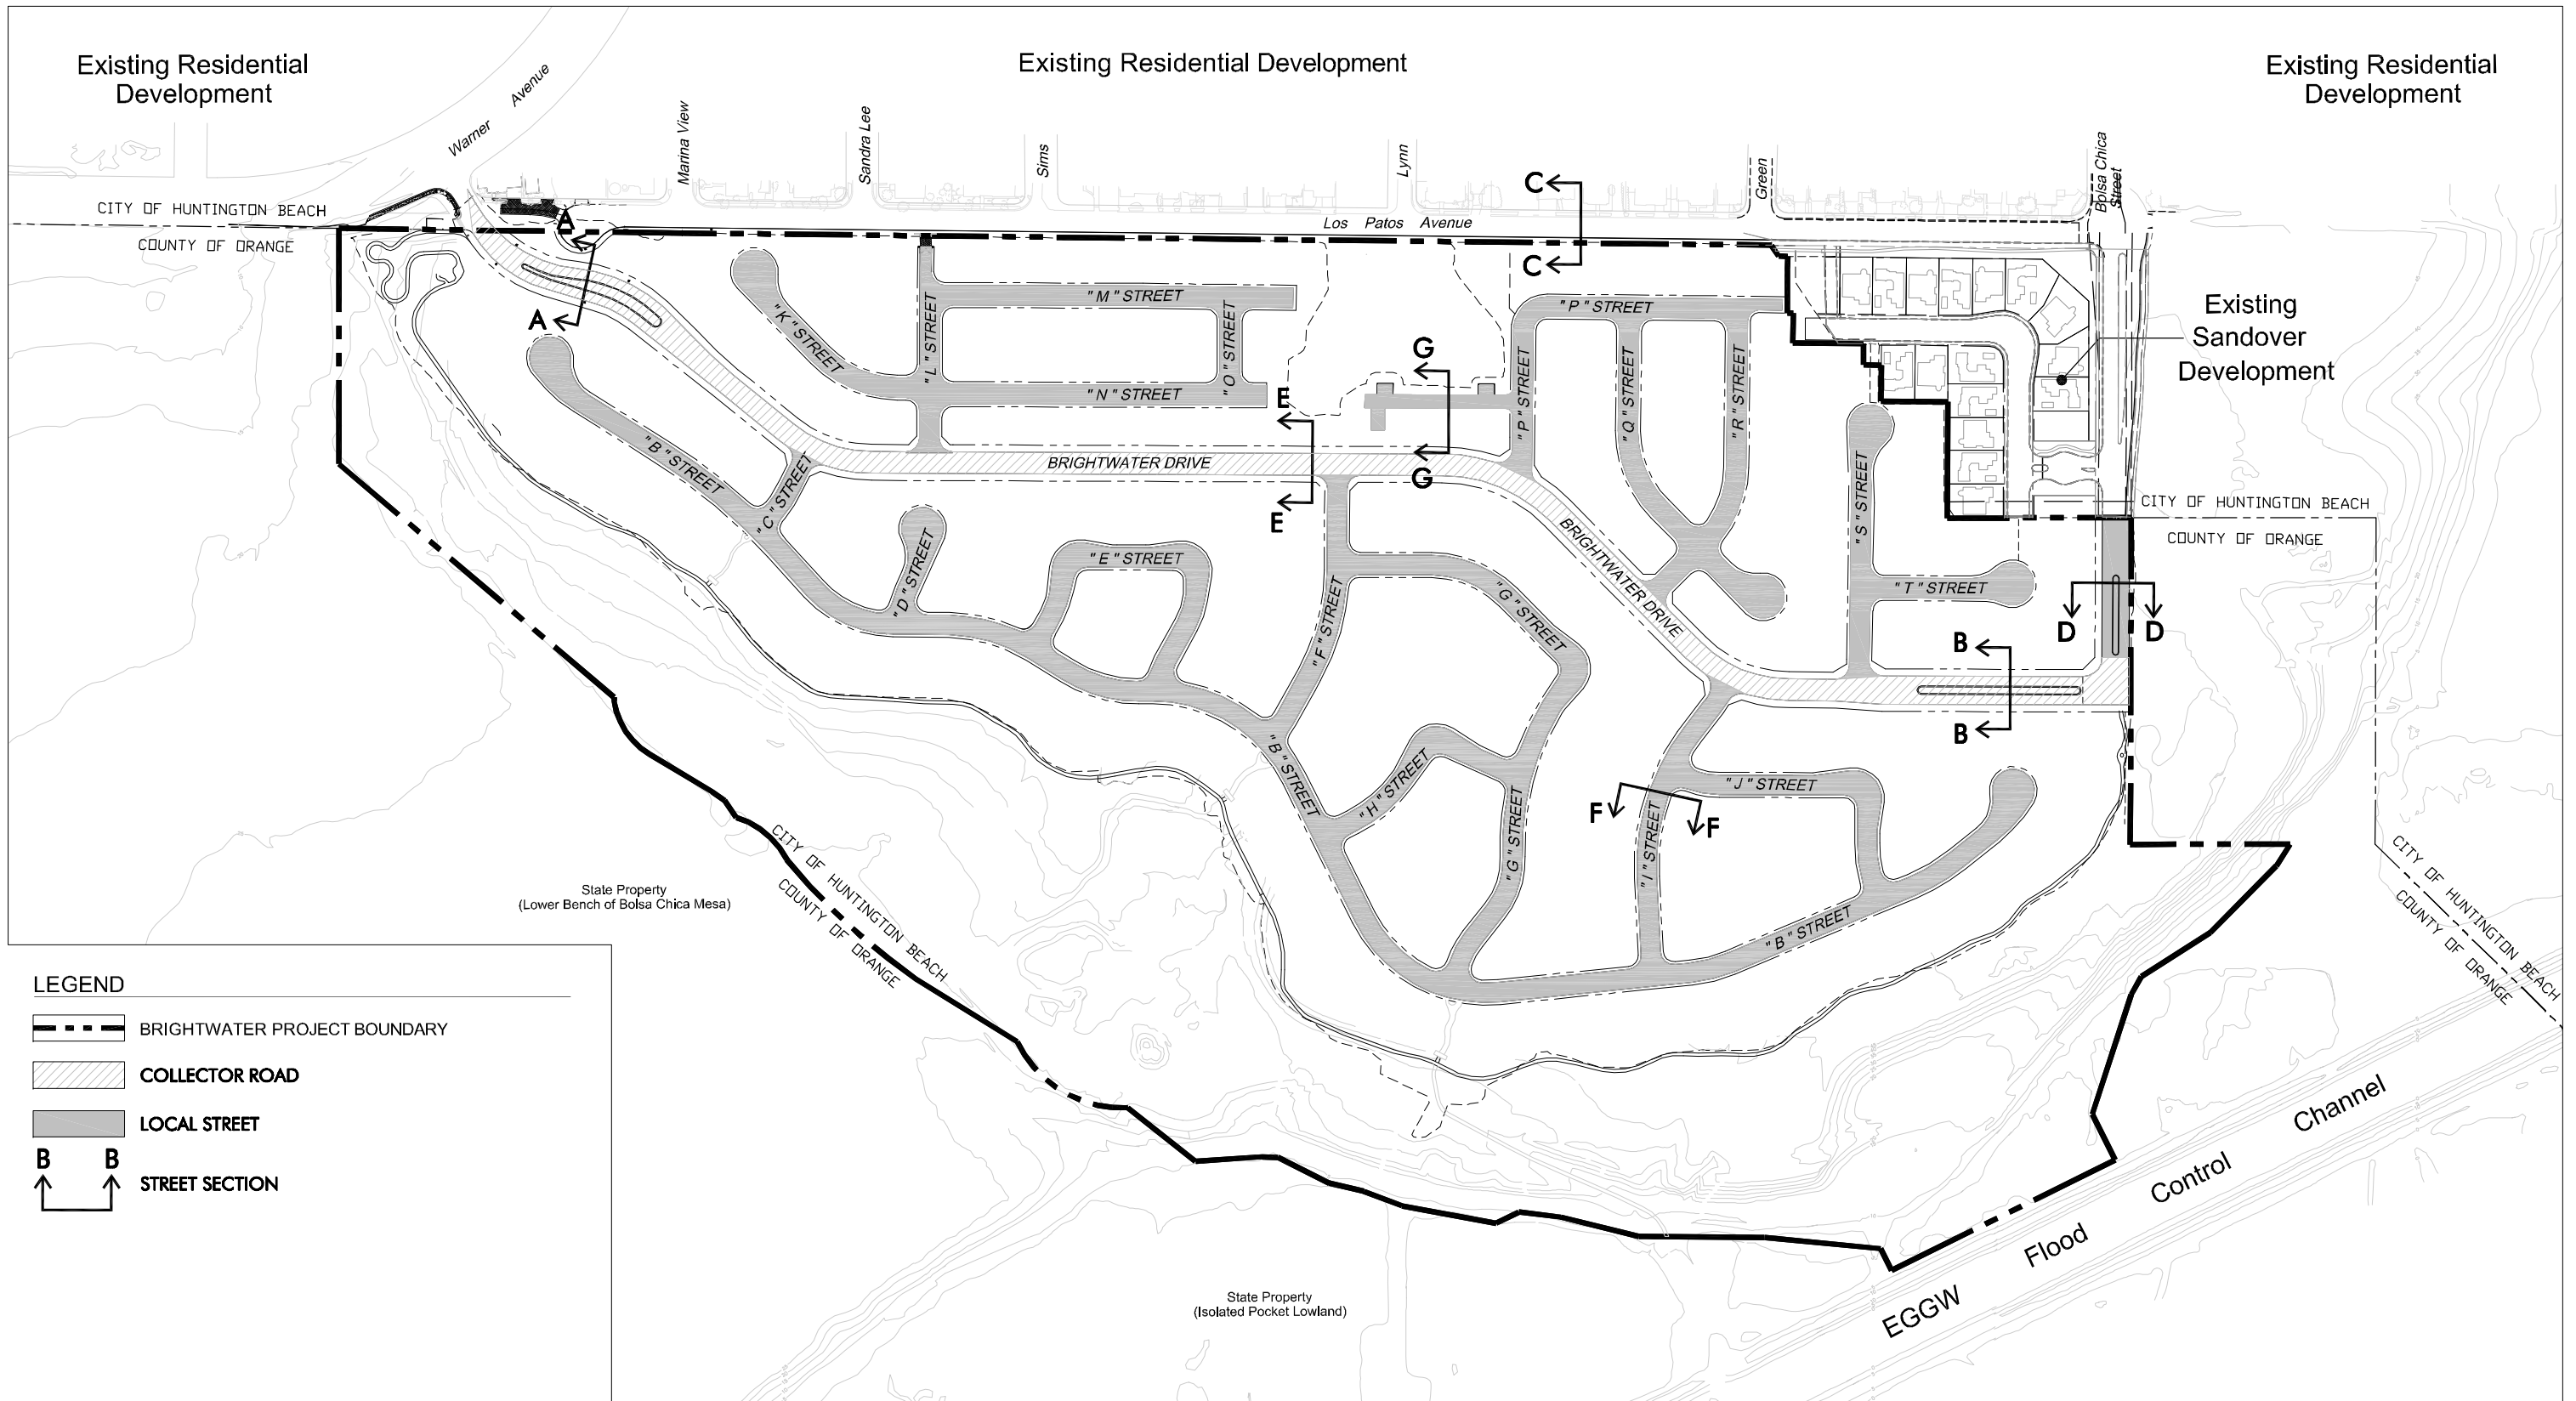 Existing Residential
Development
Existing Residential Development
Existing Residential
Development
Warner Avenue
Marina View
Sandra Lee
Sims
Lynn
Green
Bolsa Chica
Street
CITY OF HUNTINGTON BEACH
COUNTY OF ORANGE
Los Patos Avenue
A
A
C
C
"K" STREET
"L" STREET
"M" STREET
"N" STREET
"O" STREET
"P" STREET
"P" STREET
"Q" STREET
"R" STREET
Existing
Sandover
Development
G
G
E
E
"B" STREET
"C" STREET
BRIGHTWATER DRIVE
BRIGHTWATER DRIVE
"S" STREET
"T" STREET
CITY OF HUNTINGTON BEACH
COUNTY OF ORANGE
"D" STREET
"E" STREET
"F" STREET
"G" STREET
D
D
B
B
"B" STREET
"H" STREET
"G" STREET
F
F
"I" STREET
"J" STREET
"B" STREET
CITY OF HUNTINGTON BEACH
COUNTY OF ORANGE
CITY OF HUNTINGTON BEACH
COUNTY OF ORANGE
State Property
(Lower Bench of Bolsa Chica Mesa)
State Property
(Isolated Pocket Lowland)
EGGW Flood Control Channel
LEGEND
BRIGHTWATER PROJECT BOUNDARY
COLLECTOR ROAD
LOCAL STREET
B B
STREET SECTION